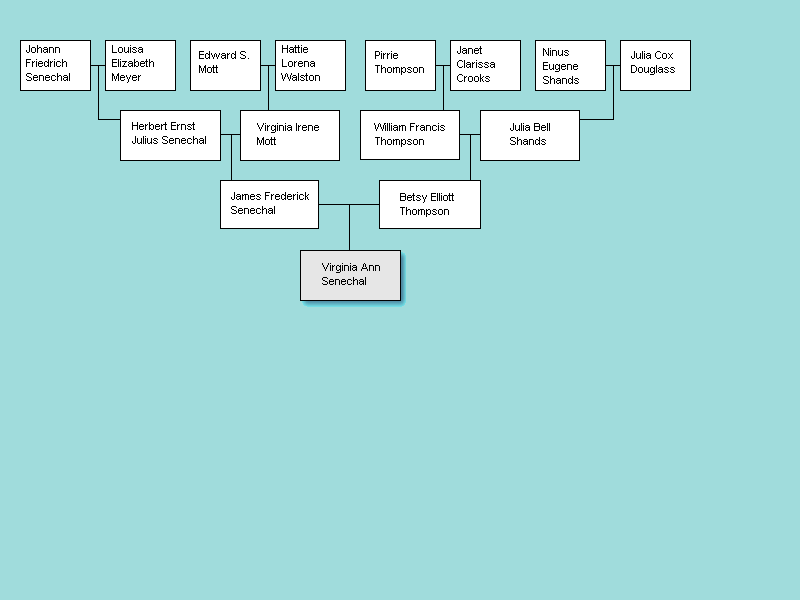 Johann
Friedrich
Senechal
Louisa
Elizabeth
Meyer
Edward S.
Mott
Hattie
Lorena
Walston
Pirrie
Thompson
Janet
Clarissa
Crooks
Ninus
Eugene
Shands
Julia Cox
Douglass
Herbert Ernst
Julius Senechal
Virginia Irene
Mott
William Francis
Thompson
Julia Bell
Shands
James Frederick
Senechal
Betsy Elliott
Thompson
Virginia Ann
Senechal